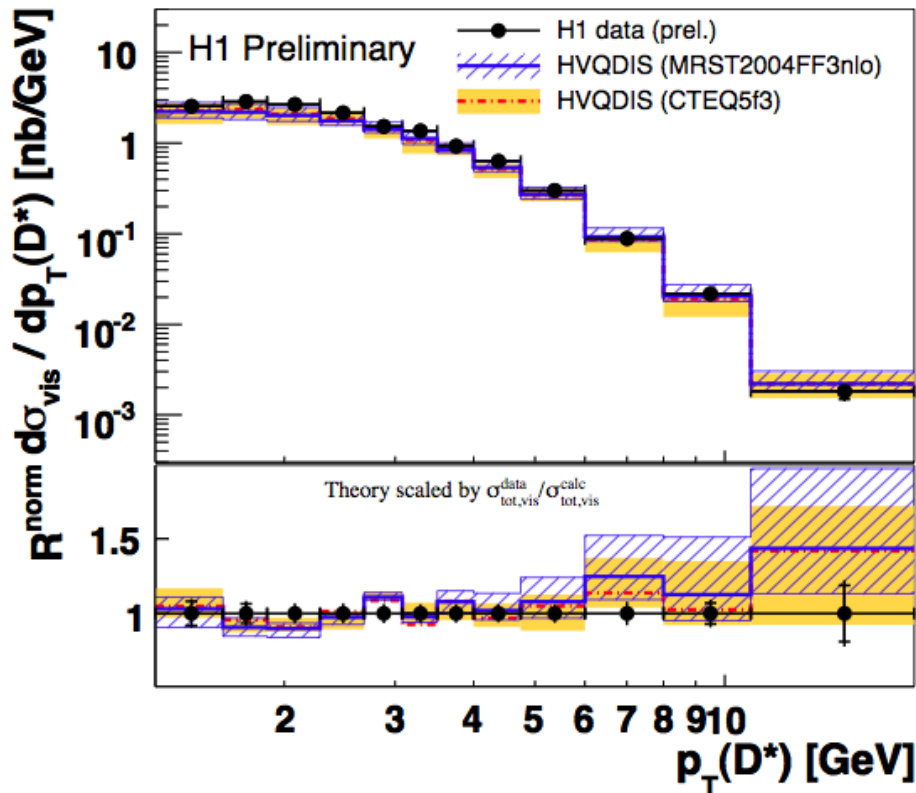 H1 Preliminary
H1 data (prel.)
HVQDIS (MRST2004FF3nlo)
HVQDIS (CTEQ5f3)
dσ_vis / dp_T(D*) [nb/GeV]
10
1
10^-1
10^-2
10^-3
Theory scaled by σ^data_tot,vis/σ^calc_tot,vis
R^norm
1.5
1
2 3 4 5 6 7 8 9 10
p_T(D*) [GeV]